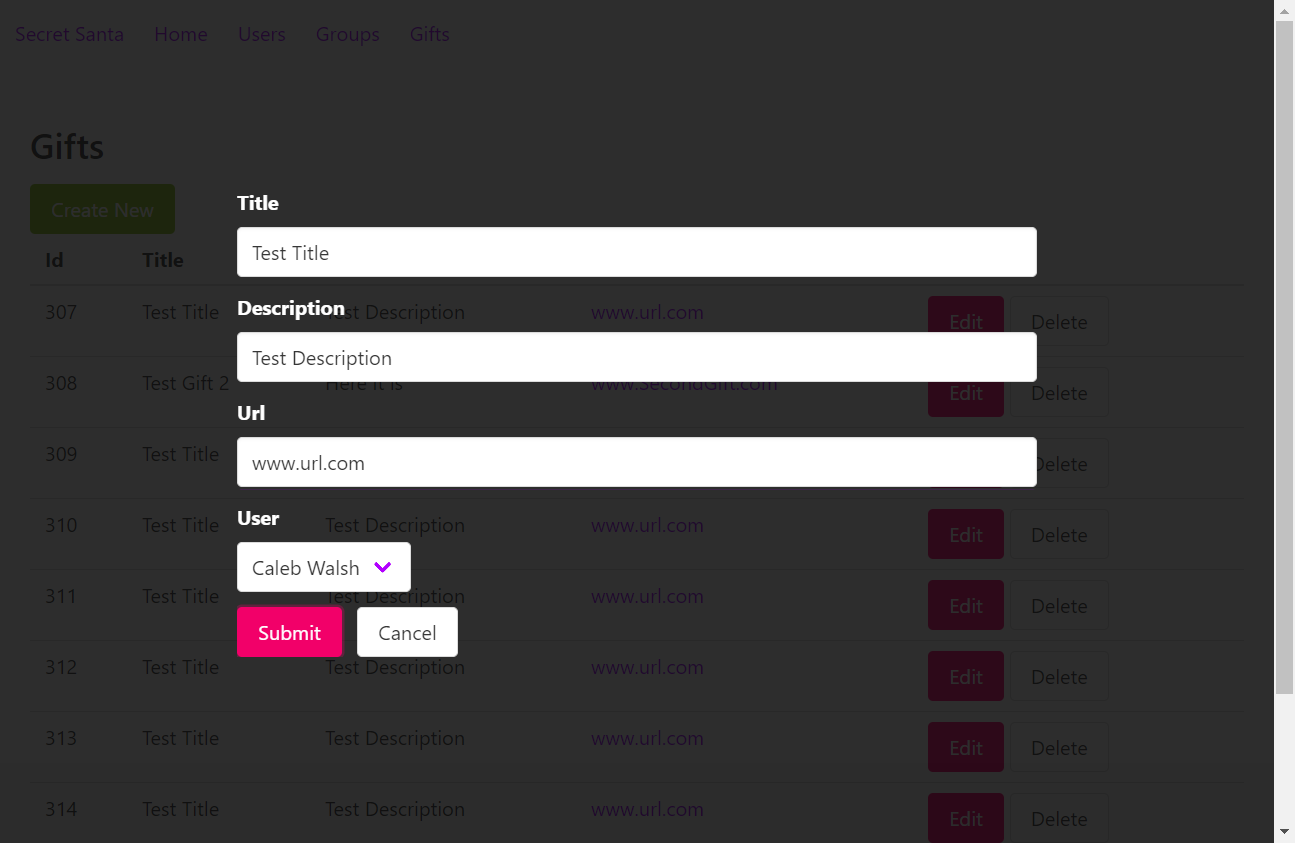 Secret Santa Home Users Groups Gifts
Gifts
Create New
Title
Id Title
Test Title
307 Test Title Test Description www.url.com Edit Delete
Description
Test Description
308 Test Gift 2 Here it is www.SecondGift.com Edit Delete
Url
309 Test Title www.url.com Delete
User
310 Test Title Test Description www.url.com Edit Delete
Caleb Walsh
311 Test Title Test Description www.url.com Edit Delete
Submit Cancel
312 Test Title Test Description www.url.com Edit Delete
313 Test Title Test Description www.url.com Edit Delete
314 Test Title Test Description www.url.com Edit Delete